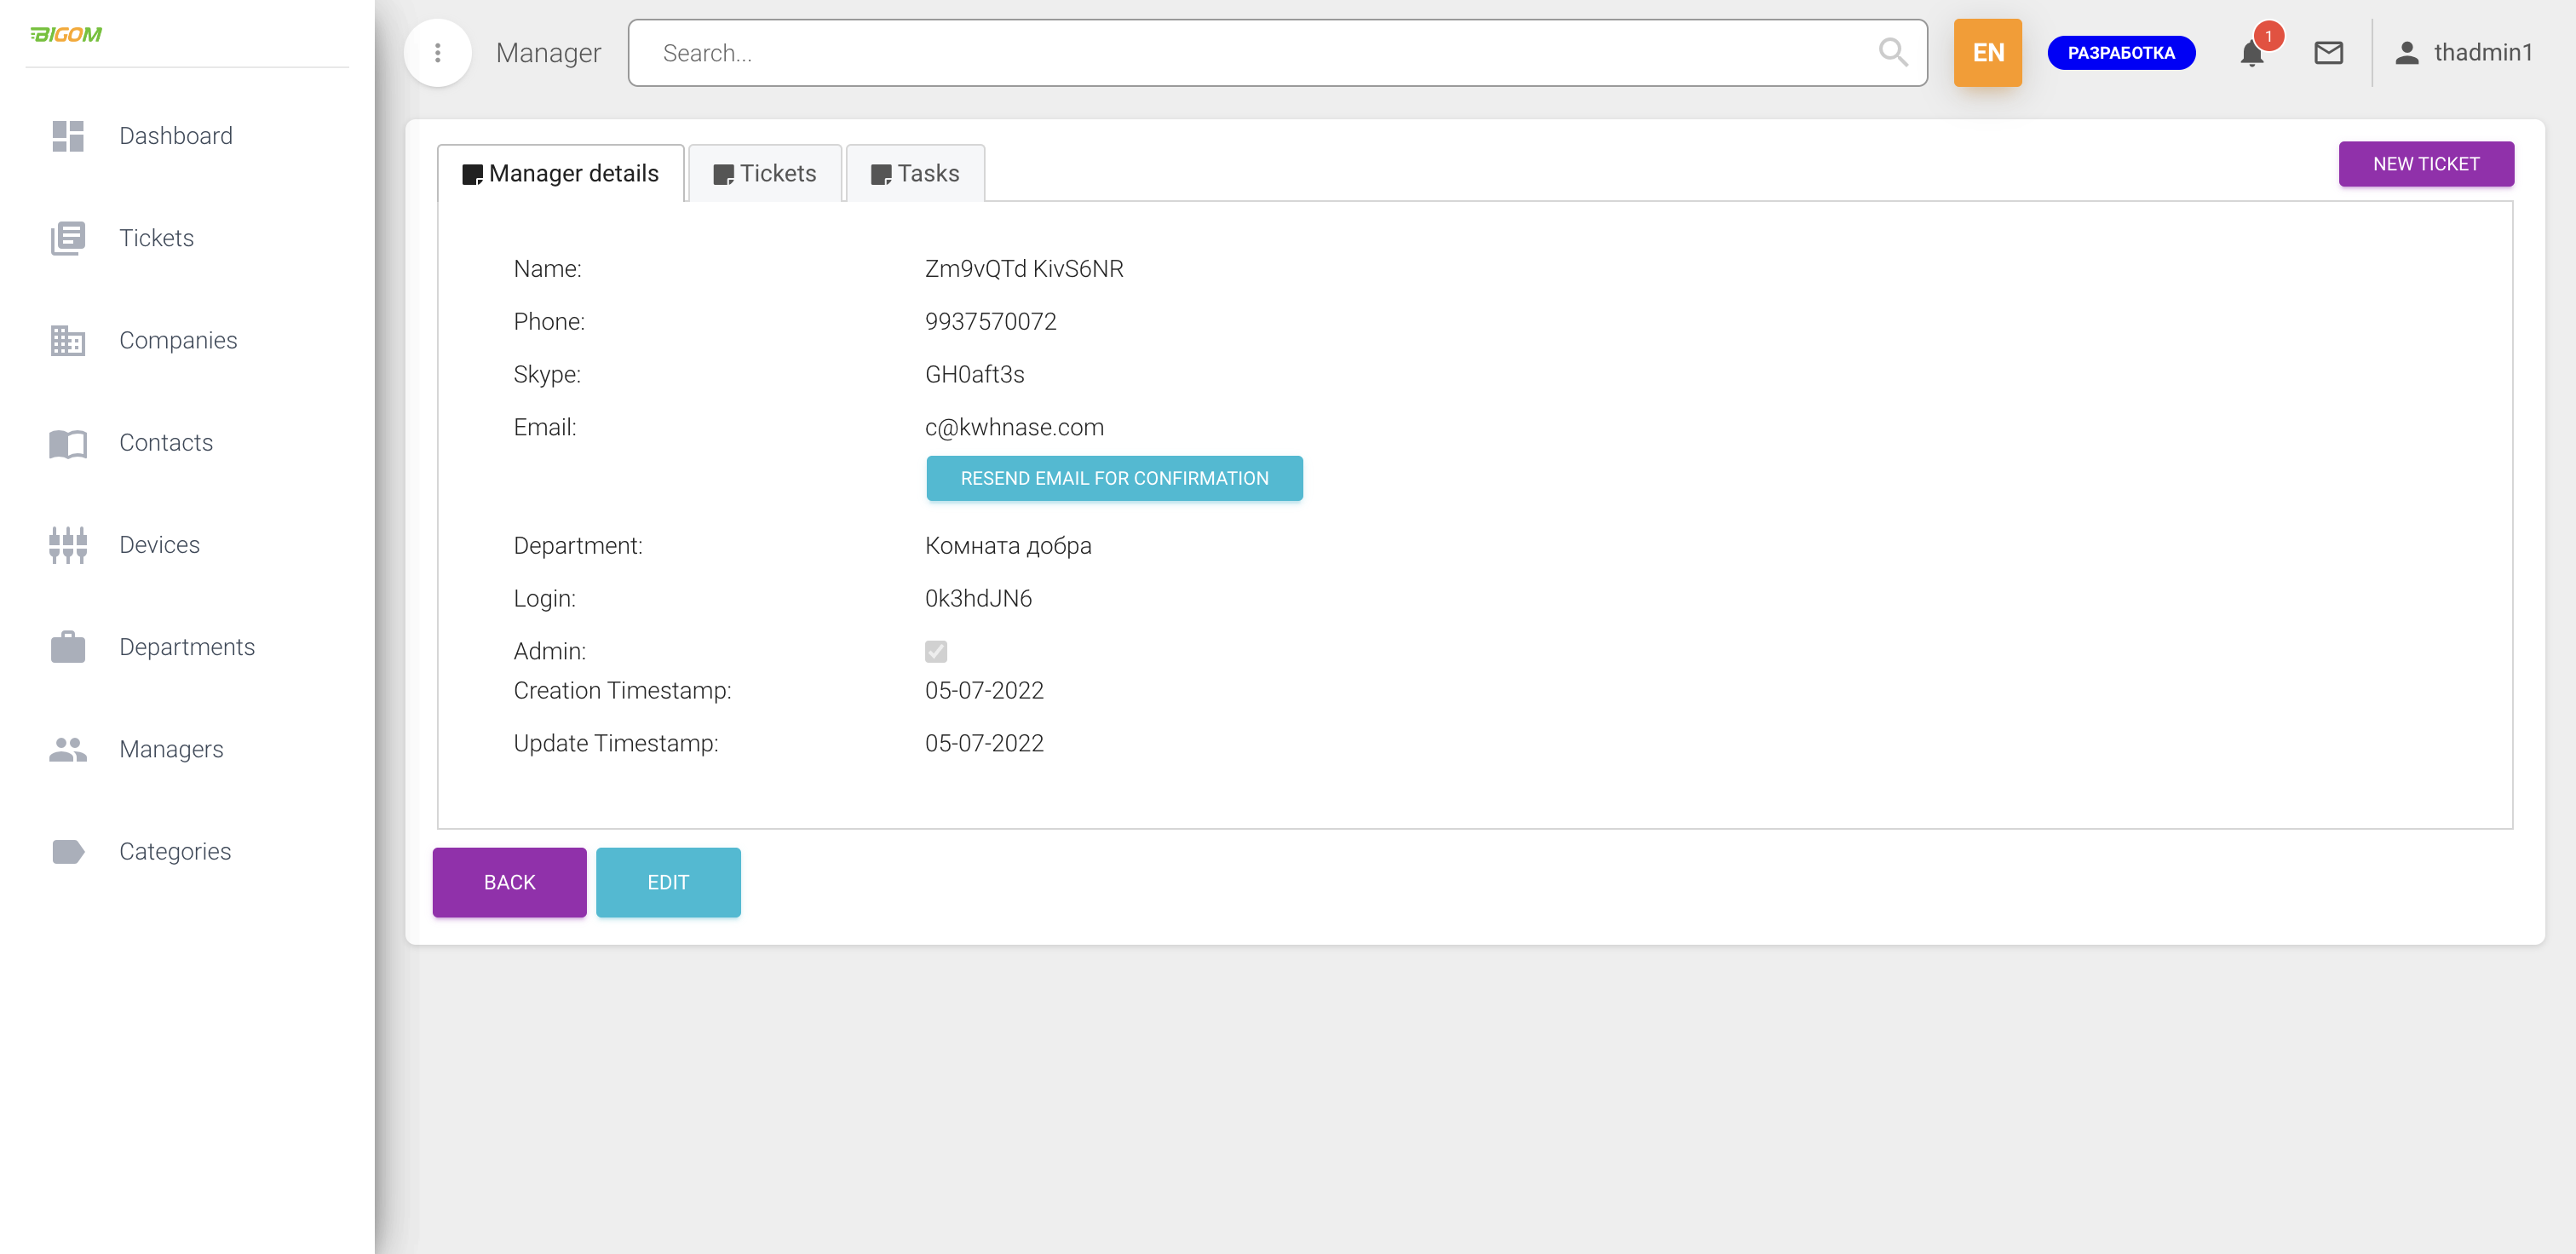 BIGOM
Dashboard
Tickets
Companies
Contacts
Devices
Departments
Managers
Categories
Manager
Search...
EN
РАЗРАБОТКА
1
thadmin1
Manager details
Tickets
Tasks
NEW TICKET
Name: Zm9vQTd KivS6NR
Phone: 9937570072
Skype: GH0aft3s
Email: c@kwhnase.com
RESEND EMAIL FOR CONFIRMATION
Department: Комната добра
Login: 0k3hdJN6
Admin:
Creation Timestamp: 05-07-2022
Update Timestamp: 05-07-2022
BACK
EDIT